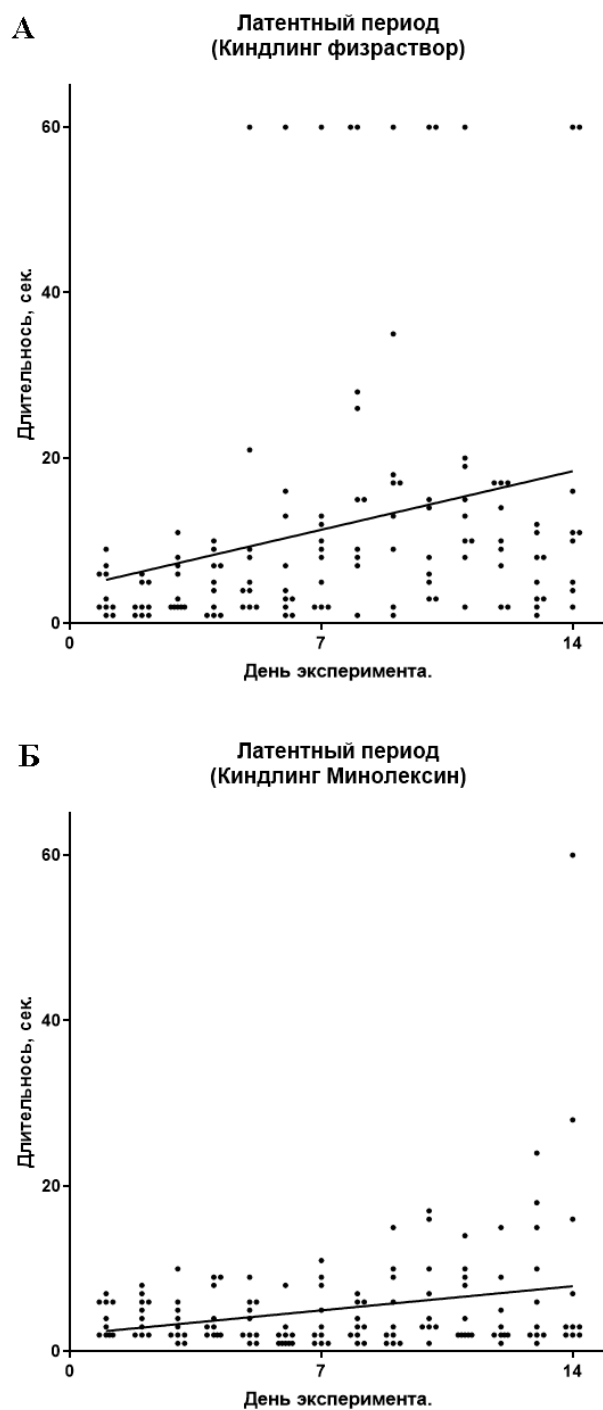 А
Латентный период
(Киндлинг физраствор)
60
40
20
0
Длительнось, сек.
0
7
14
День эксперимента.
Б
Латентный период
(Киндлинг Минолексин)
60
40
20
0
Длительнось, сек.
0
7
14
День эксперимента.